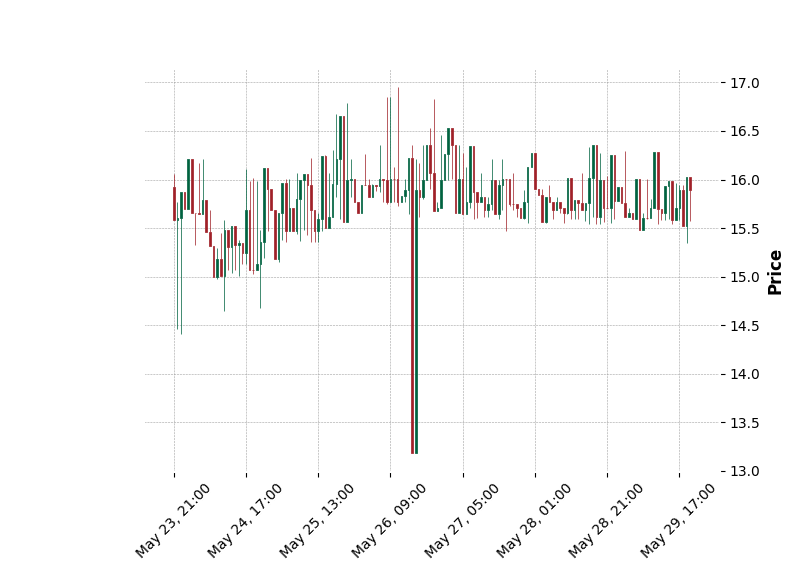 17.0
16.5
16.0
15.5
15.0
14.5
14.0
13.5
13.0
Price
May 23, 21:00
May 24, 17:00
May 25, 13:00
May 26, 09:00
May 27, 05:00
May 28, 01:00
May 28, 21:00
May 29, 17:00